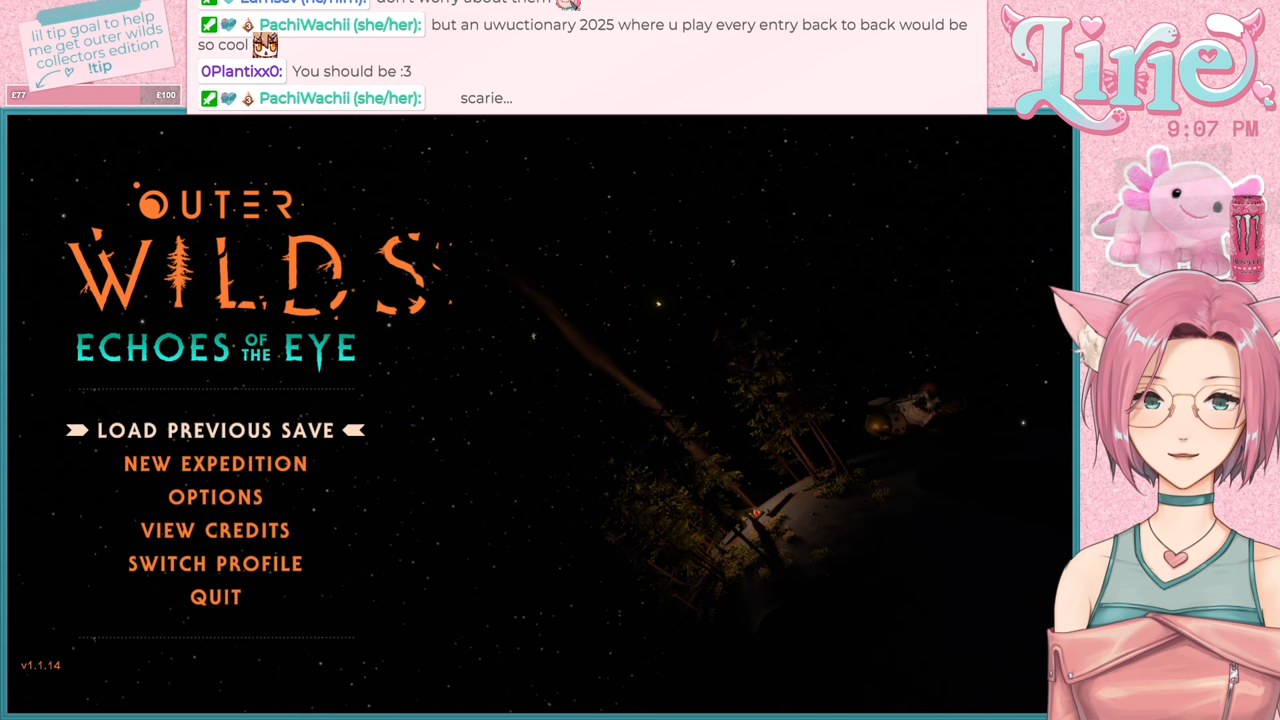 lil tip goal to help
me get outer wilds
collectors edition
!tip
£77
£100
don't worry about them
PachiWachii (she/her): but an uwuctionary 2025 where u play every entry back to back would be
so cool
0Plantixx0: You should be :3
3 PachiWachii (she/her): scarie...
Lirie
9:07 PM
OUTER
WILDS
ECHOES OF THE EYE
LOAD PREVIOUS SAVE
NEW EXPEDITION
OPTIONS
VIEW CREDITS
SWITCH PROFILE
QUIT
v1.1.14